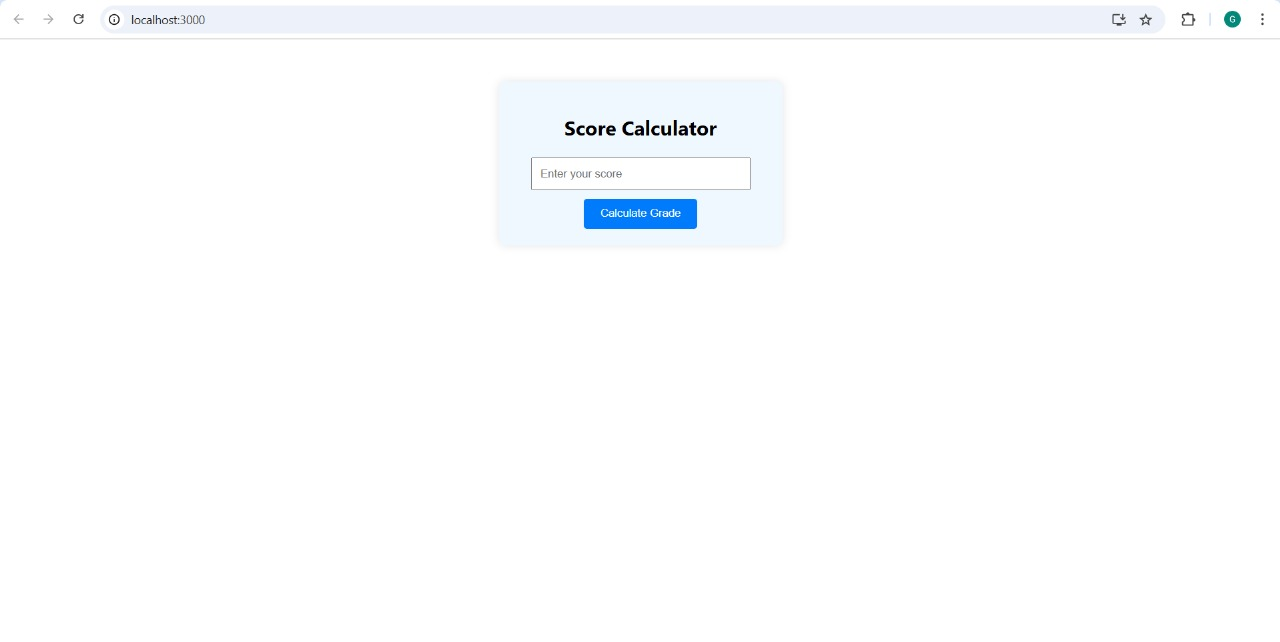 localhost:3000
G
Score Calculator
Enter your score
Calculate Grade